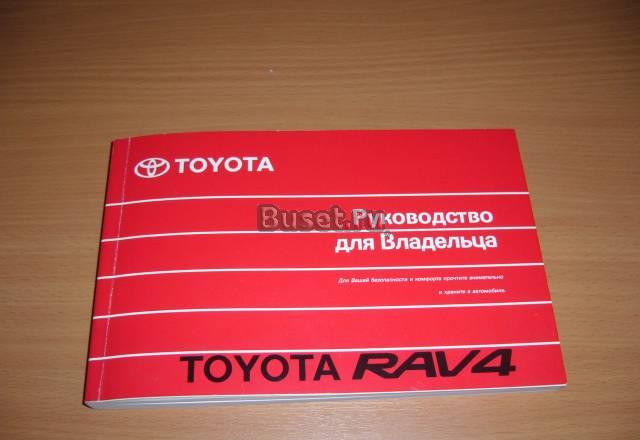 TOYOTA
Buset.ru
Руководство
для Владельца
Для Вашей безопасности и комфорта прочтите внимательно
и храните в автомобиле.
TOYOTA RAV4